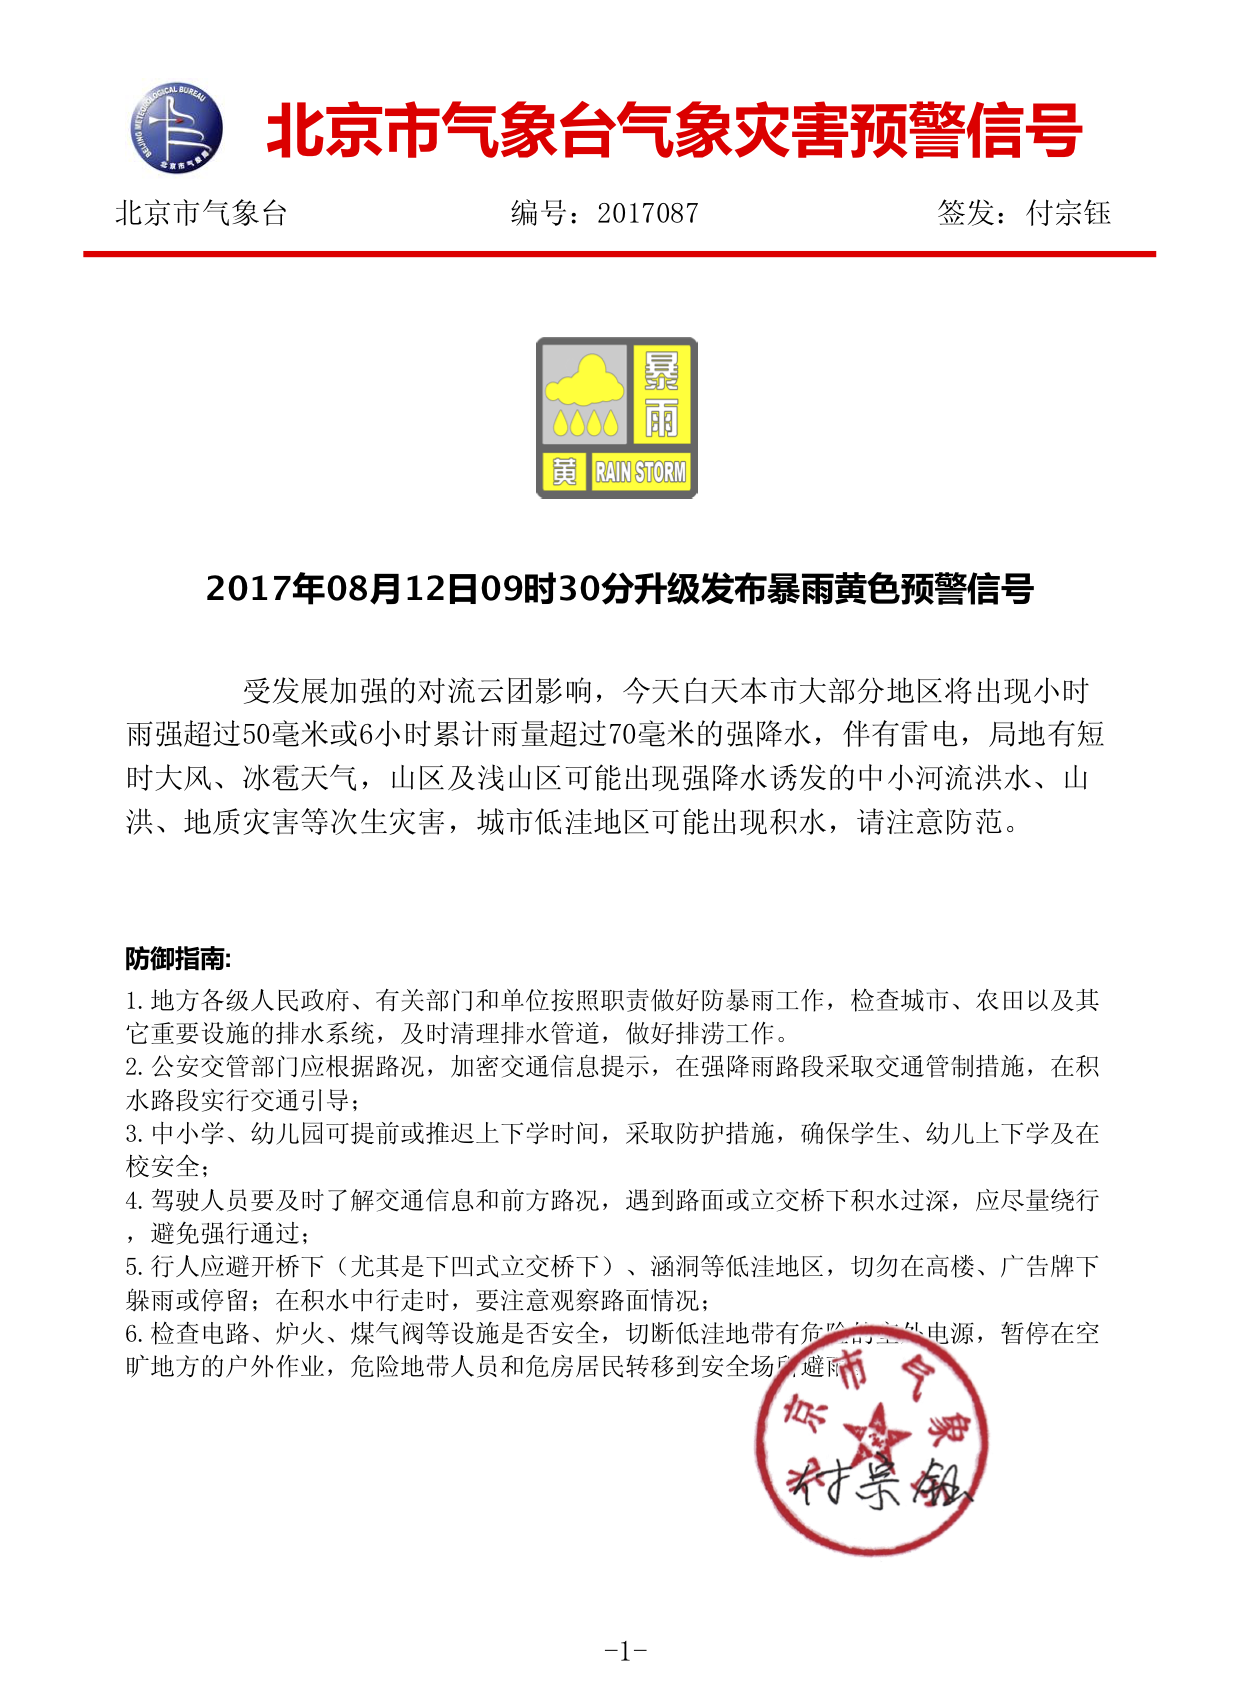 BEIJING METEOROLOGICAL BUREAU
北京市气象局
北京市气象台气象灾害预警信号
北京市气象台 编号：2017087 签发：付宗钰
暴
雨
黄 RAIN STORM
2017年08月12日09时30分升级发布暴雨黄色预警信号
受发展加强的对流云团影响，今天白天本市大部分地区将出现小时
雨强超过50毫米或6小时累计雨量超过70毫米的强降水，伴有雷电，局地有短
时大风、冰雹天气，山区及浅山区可能出现强降水诱发的中小河流洪水、山
洪、地质灾害等次生灾害，城市低洼地区可能出现积水，请注意防范。
防御指南:
1.地方各级人民政府、有关部门和单位按照职责做好防暴雨工作，检查城市、农田以及其
它重要设施的排水系统，及时清理排水管道，做好排涝工作。
2.公安交管部门应根据路况，加密交通信息提示，在强降雨路段采取交通管制措施，在积
水路段实行交通引导；
3.中小学、幼儿园可提前或推迟上下学时间，采取防护措施，确保学生、幼儿上下学及在
校安全；
4.驾驶人员要及时了解交通信息和前方路况，遇到路面或立交桥下积水过深，应尽量绕行
，避免强行通过；
5.行人应避开桥下（尤其是下凹式立交桥下）、涵洞等低洼地区，切勿在高楼、广告牌下
躲雨或停留；在积水中行走时，要注意观察路面情况；
6.检查电路、炉火、煤气阀等设施是否安全，切断低洼地带有危险的室外电源，暂停在空
旷地方的户外作业，危险地带人员和危房居民转移到安全场所避雨
北京市气象台
付宗钰
-1-